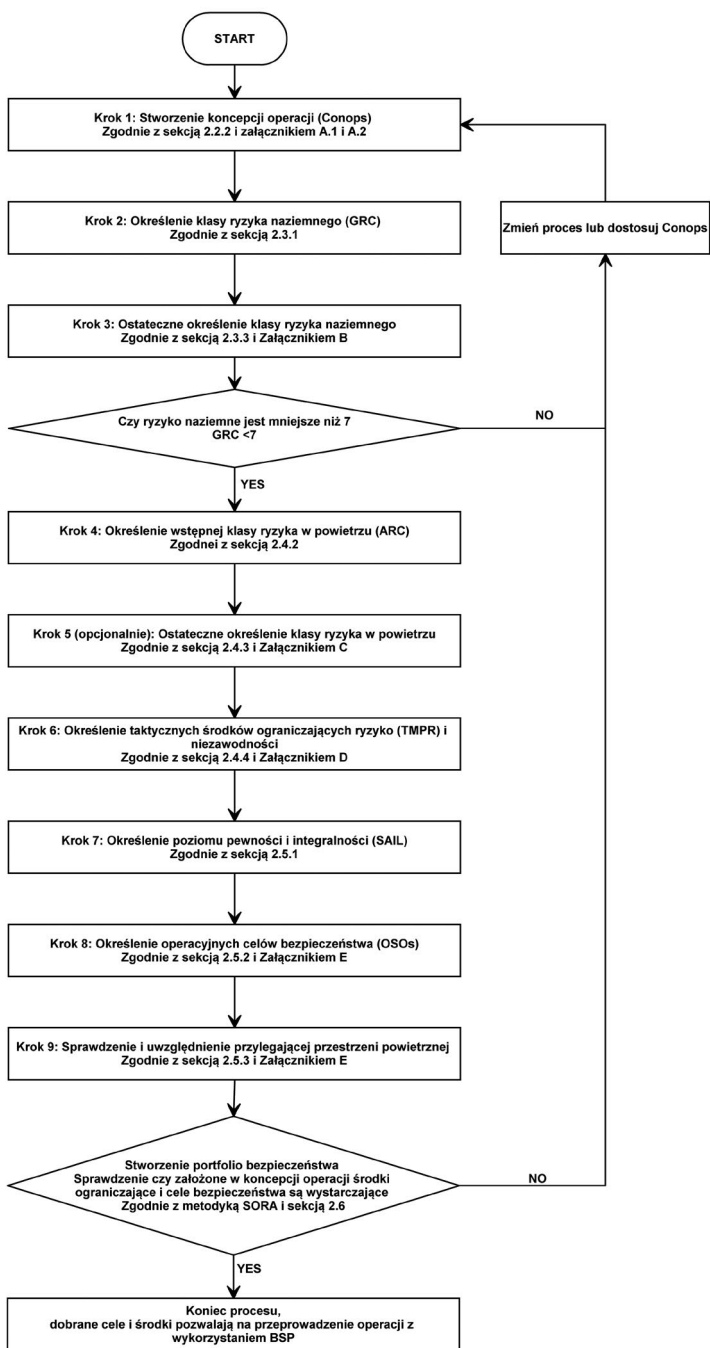 START
Krok 1: Stworzenie koncepcji operacji (Conops)
Zgodnie z sekcją 2.2.2 i załącznikiem A.1 i A.2
Krok 2: Określenie klasy ryzyka naziemnego (GRC)
Zgodnie z sekcją 2.3.1
Zmień proces lub dostosuj Conops
Krok 3: Ostateczne określenie klasy ryzyka naziemnego
Zgodnie z sekcją 2.3.3 i Załącznikiem B
Czy ryzyko naziemne jest mniejsze niż 7
GRC <7
NO
YES
Krok 4: Określenie wstępnej klasy ryzyka w powietrzu (ARC)
Zgodnei z sekcją 2.4.2
Krok 5 (opcjonalnie): Ostateczne określenie klasy ryzyka w powietrzu
Zgodnie z sekcją 2.4.3 i Załącznikiem C
Krok 6: Określenie taktycznych środków ograniczających ryzyko (TMPR) i
niezawodności
Zgodnie z sekcją 2.4.4 i Załącznikiem D
Krok 7: Określenie poziomu pewności i integralności (SAIL)
Zgodnie z sekcją 2.5.1
Krok 8: Określenie operacyjnych celów bezpieczeństwa (OSOs)
Zgodnie z sekcją 2.5.2 i Załącznikiem E
Krok 9: Sprawdzenie i uwzględnienie przylegającej przestrzeni powietrznej
Zgodnie z sekcją 2.5.3 i Załącznikiem E
Stworzenie portfolio bezpieczeństwa
Sprawdzenie czy założone w koncepcji operacji środki
ograniczające i cele bezpieczeństwa są wystarczające
Zgodnie z metodyką SORA i sekcją 2.6
NO
YES
Koniec procesu,
dobrane cele i środki pozwalają na przeprowadzenie operacji z
wykorzystaniem BSP